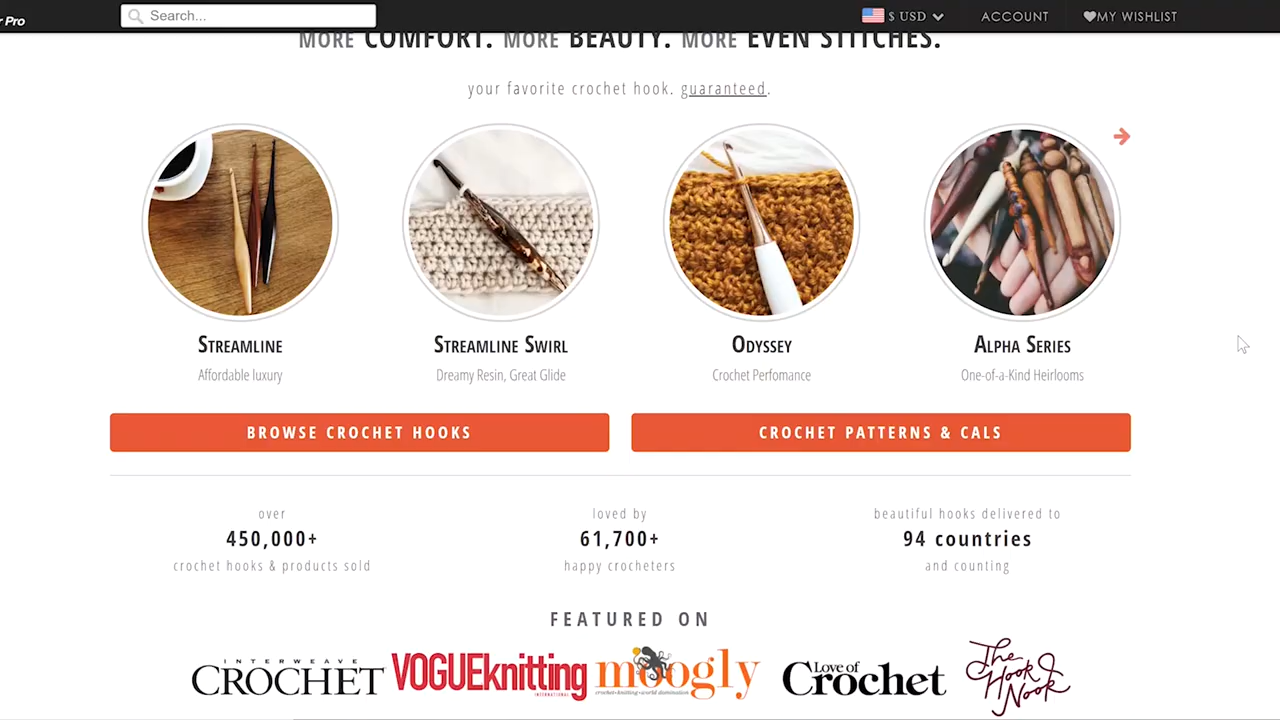 r Pro
Search...
$ USD
ACCOUNT
MY WISHLIST
MORE COMFORT. MORE BEAUTY. MORE EVEN STITCHES.
your favorite crochet hook. guaranteed.
STREAMLINE
Affordable luxury
STREAMLINE SWIRL
Dreamy Resin, Great Glide
ODYSSEY
Crochet Perfomance
ALPHA SERIES
One-of-a-Kind Heirlooms
BROWSE CROCHET HOOKS
CROCHET PATTERNS & CALS
over
450,000+
crochet hooks & products sold
loved by
61,700+
happy crocheters
beautiful hooks delivered to
94 countries
and counting
FEATURED ON
INTERWEAVE
CROCHET
VOGUEknitting
INTERNATIONAL
moogly
crochet•knitting•world domination
Love of
Crochet
The
Hook
Nook